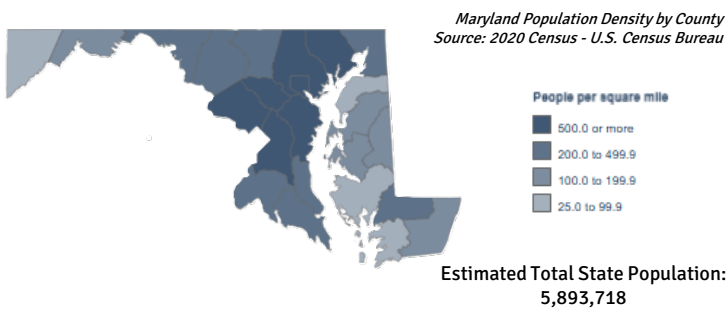 Maryland Population Density by County
Source: 2020 Census - U.S. Census Bureau
People per square mile
500.0 or more
200.0 to 499.9
100.0 to 199.9
25.0 to 99.9
Estimated Total State Population:
5,893,718